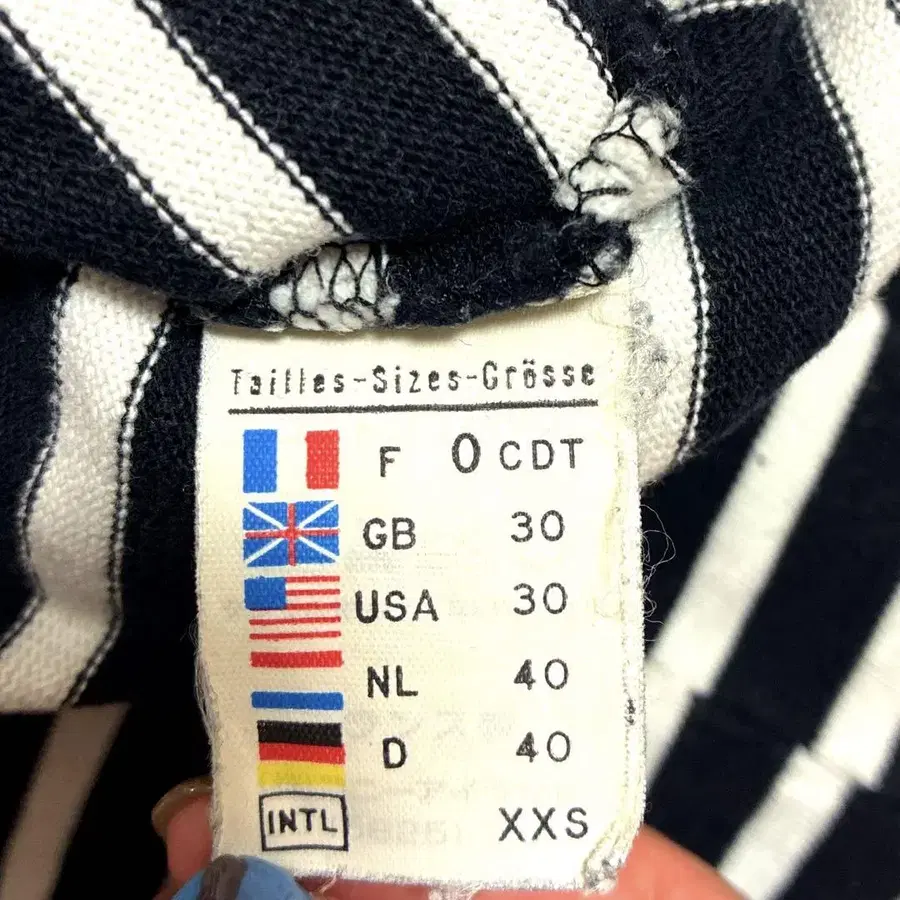 Tailles-Sizes-Grösse
F 0 CDT
GB 30
USA 30
NL 40
D 40
INTL XXS